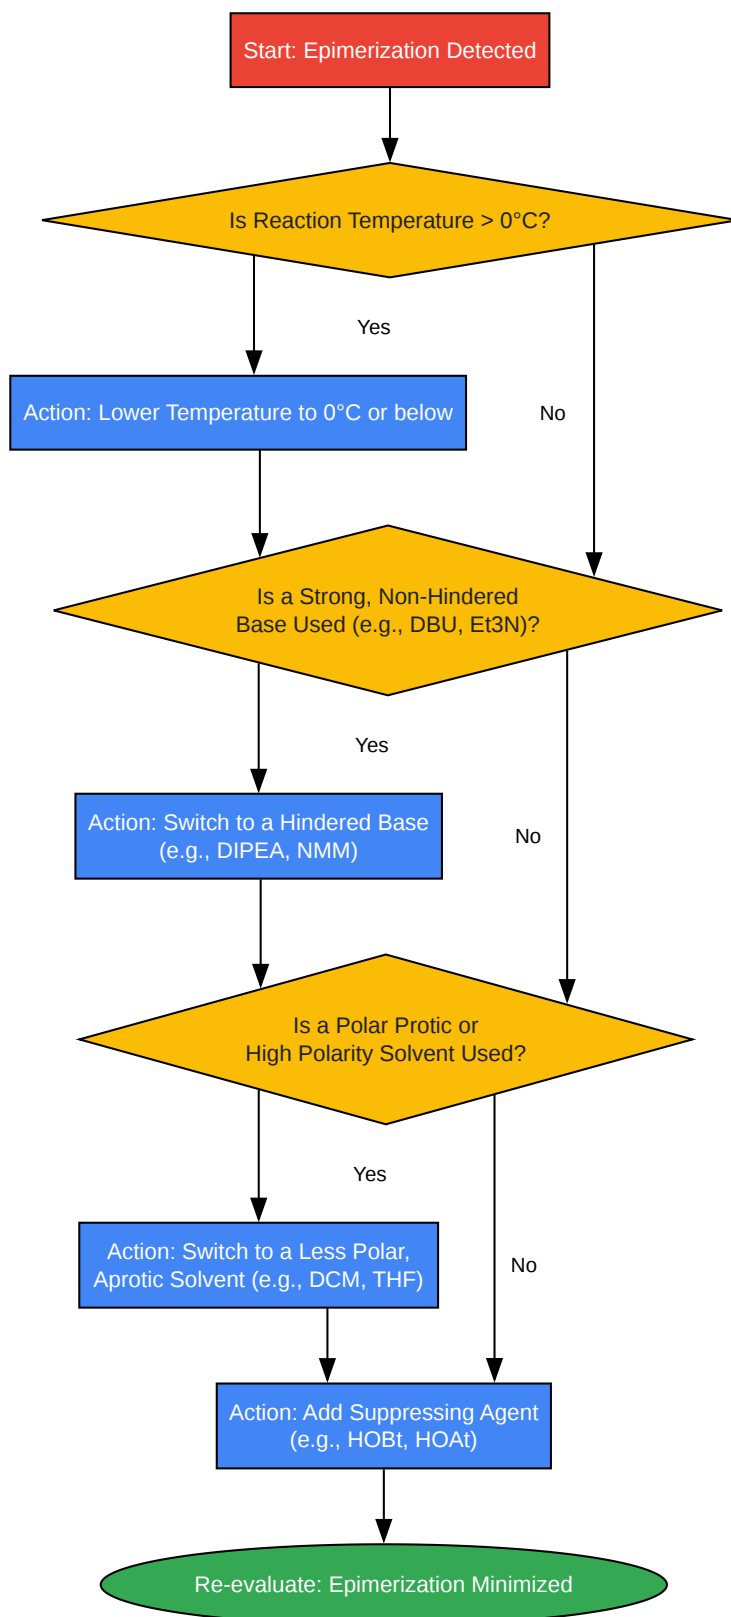 Start: Epimerization Detected
Is Reaction Temperature > 0°C?
Yes
Action: Lower Temperature to 0°C or below
No
Is a Strong, Non-Hindered
Base Used (e.g., DBU, Et3N)?
Yes
Action: Switch to a Hindered Base
(e.g., DIPEA, NMM)
No
Is a Polar Protic or
High Polarity Solvent Used?
Yes
Action: Switch to a Less Polar,
Aprotic Solvent (e.g., DCM, THF)
No
Action: Add Suppressing Agent
(e.g., HOBt, HOAt)
Re-evaluate: Epimerization Minimized